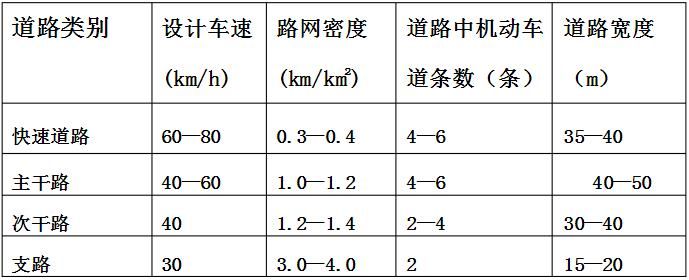 道路类别 设计车速 路网密度 道路中机动车 道路宽度
(km/h) (km/km²) 道条数（条） （m）
快速道路 60—80 0.3—0.4 4—6 35—40
主干路 40—60 1.0—1.2 4—6 40—50
次干路 40 1.2—1.4 2—4 30—40
支路 30 3.0—4.0 2 15—20